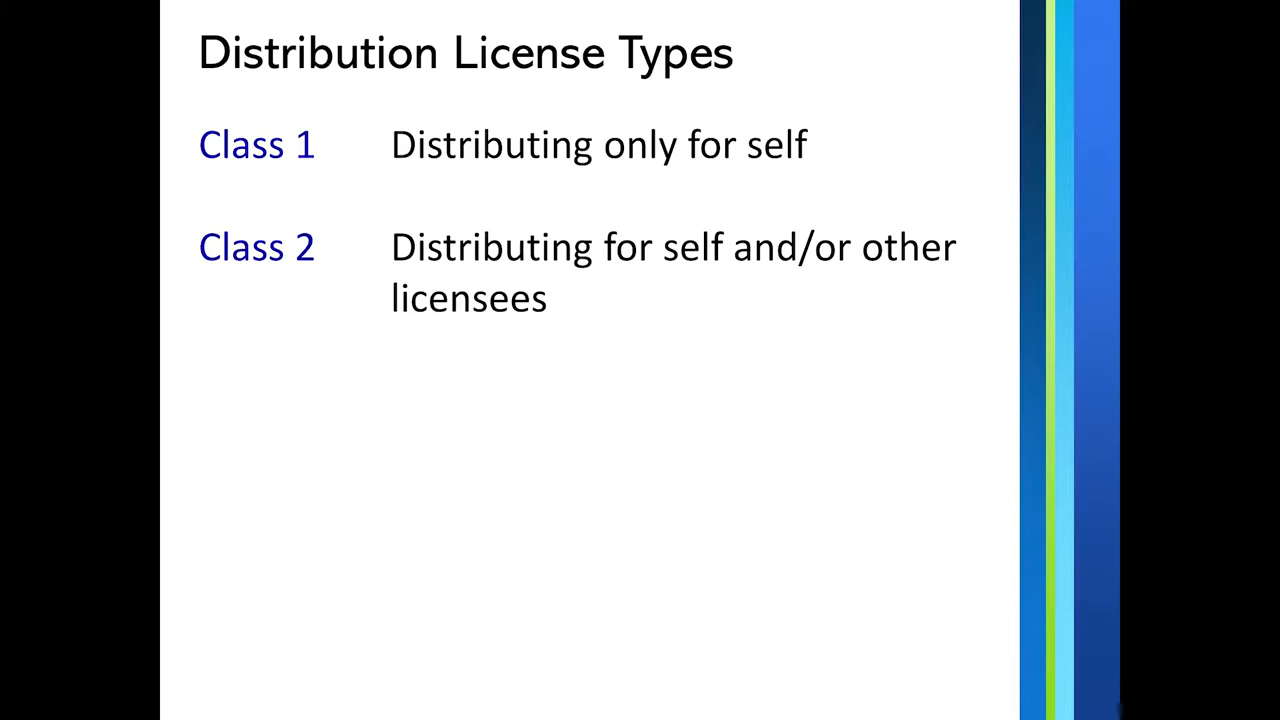 Distribution License Types
Class 1 Distributing only for self
Class 2 Distributing for self and/or other
licensees